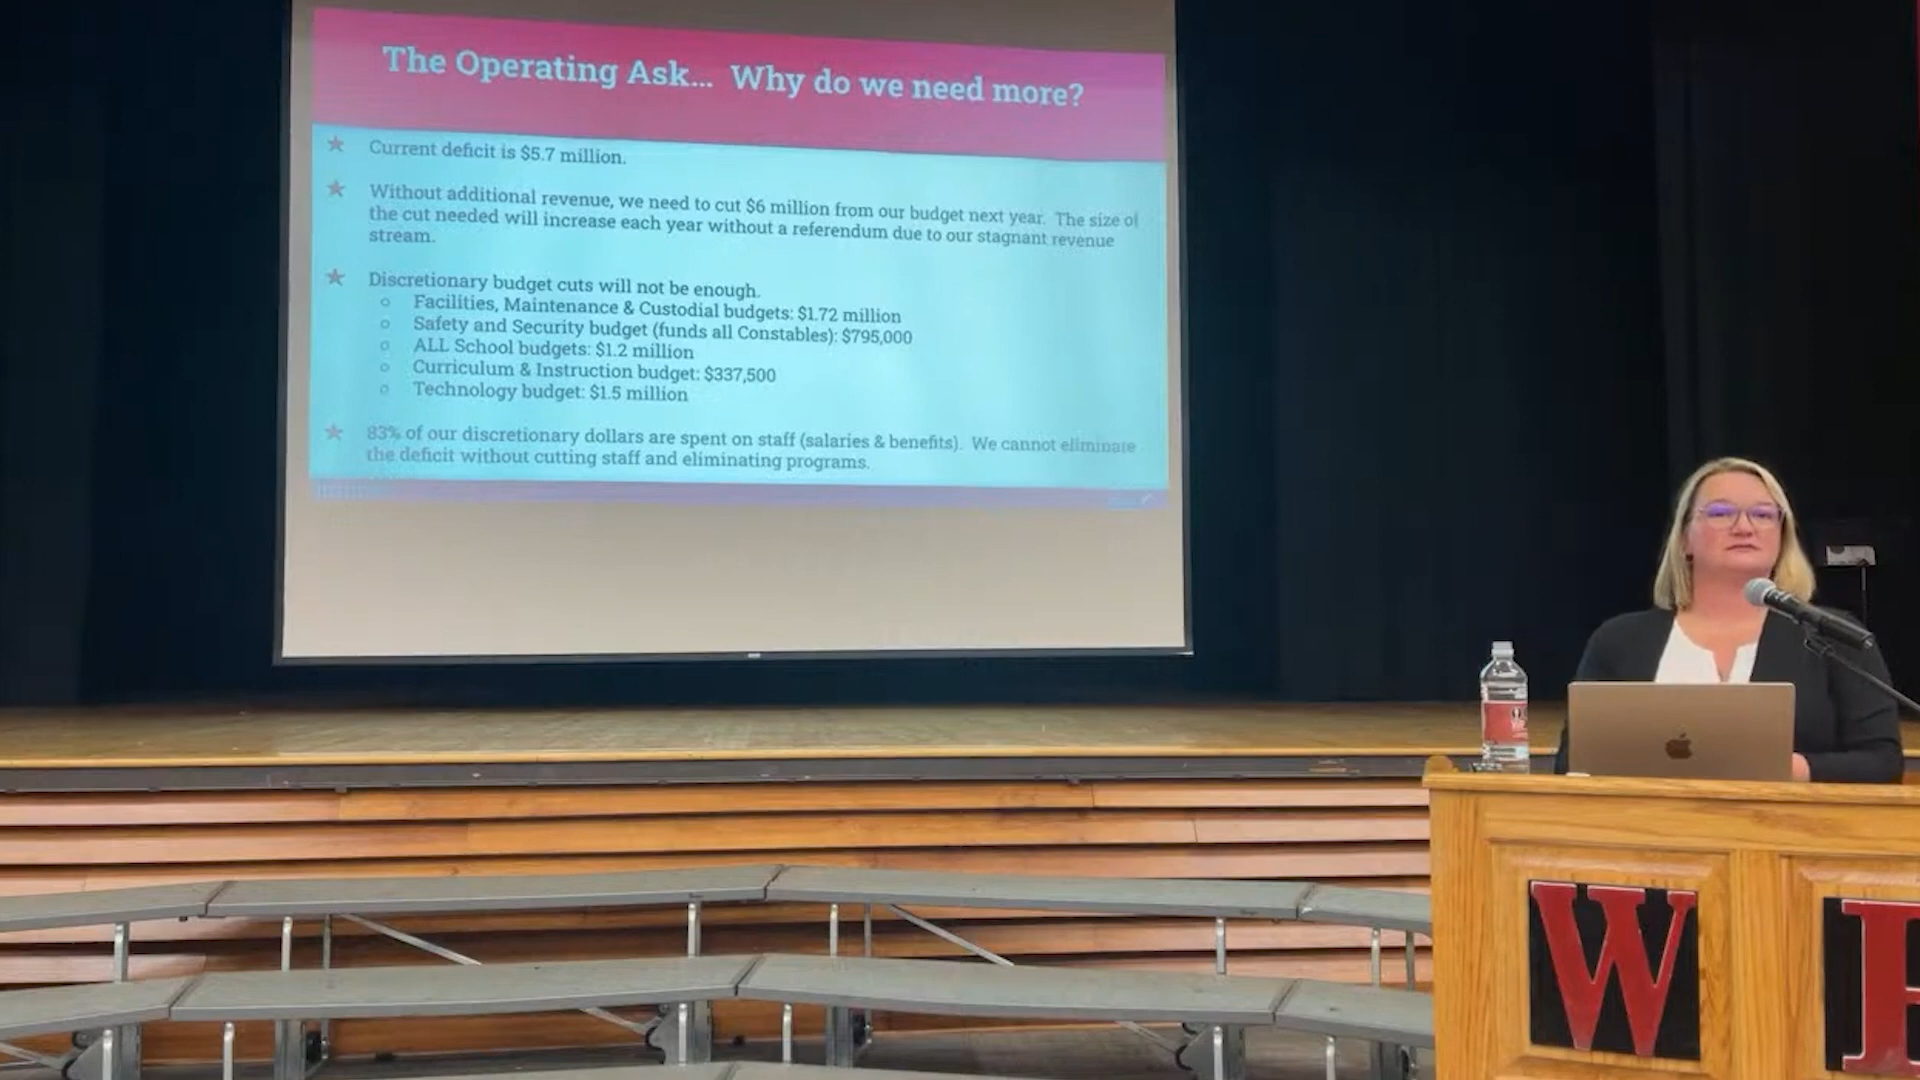 The Operating Ask... Why do we need more?
Current deficit is $5.7 million.
Without additional revenue, we need to cut $6 million from our budget next year. The size of
the cut needed will increase each year without a referendum due to our stagnant revenue
stream.
Discretionary budget cuts will not be enough.
Facilities, Maintenance & Custodial budgets: $1.72 million
Safety and Security budget (funds all Constables): $795,000
ALL School budgets: $1.2 million
Curriculum & Instruction budget: $337,500
Technology budget: $1.5 million
83% of our discretionary dollars are spent on staff (salaries & benefits). We cannot eliminate
the deficit without cutting staff and eliminating programs.
W